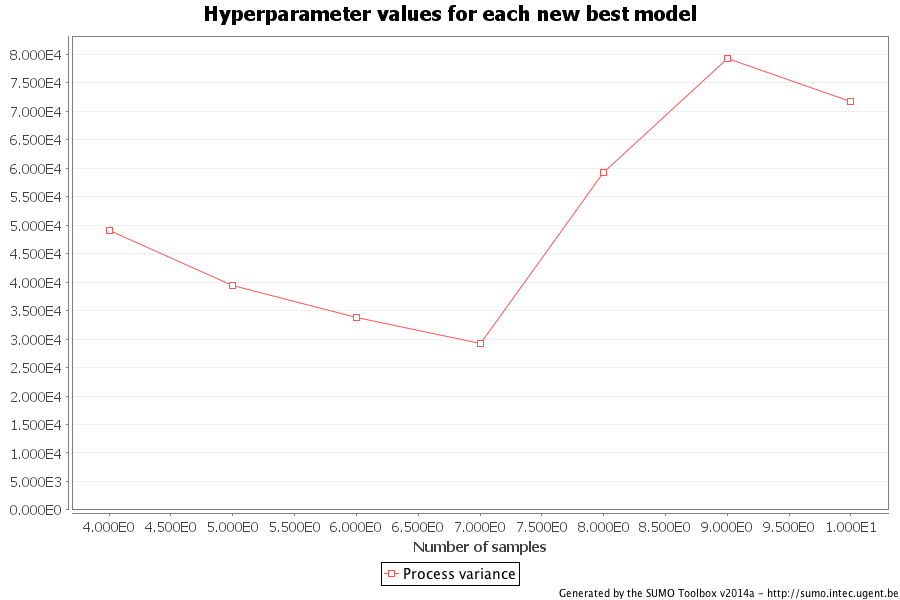 Hyperparameter values for each new best model
8.000E4
7.500E4
7.000E4
6.500E4
6.000E4
5.500E4
5.000E4
4.500E4
4.000E4
3.500E4
3.000E4
2.500E4
2.000E4
1.500E4
1.000E4
5.000E3
0.000E0
4.000E0 4.500E0 5.000E0 5.500E0 6.000E0 6.500E0 7.000E0 7.500E0 8.000E0 8.500E0 9.000E0 9.500E0 1.000E1
Number of samples
Process variance
Generated by the SUMO Toolbox v2014a - http://sumo.intec.ugent.be